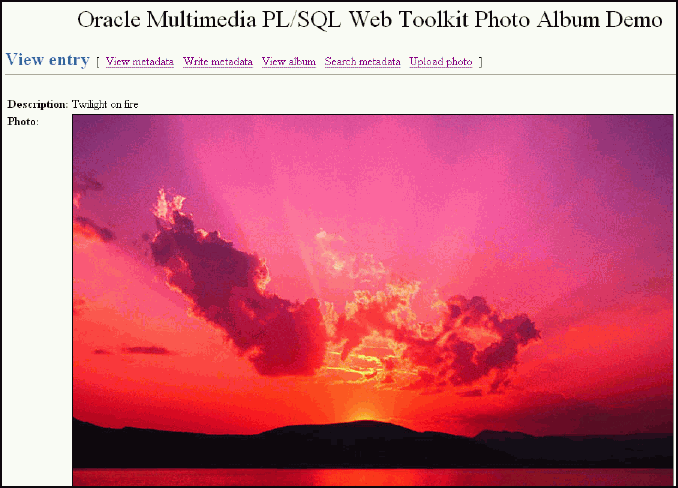 Oracle Multimedia PL/SQL Web Toolkit Photo Album Demo
View entry [ View metadata Write metadata View album Search metadata Upload photo ]
Description: Twilight on fire
Photo: